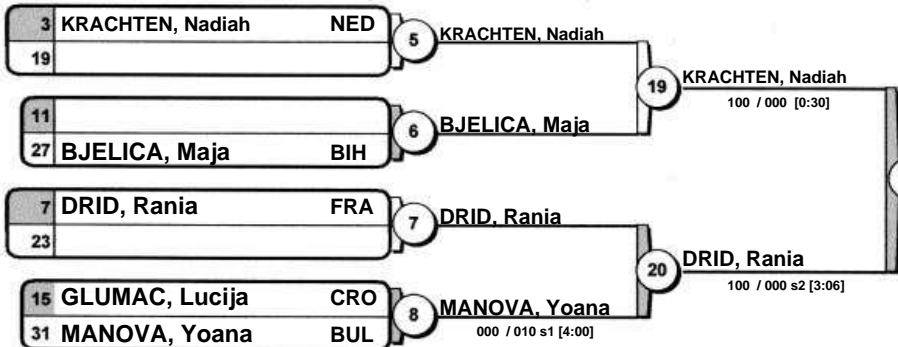 3 KRACHTEN, Nadiah NED
19
5
KRACHTEN, Nadiah
19
KRACHTEN, Nadiah
100 / 000 [0:30]
11
27 BJELICA, Maja BIH
6
BJELICA, Maja
7 DRID, Rania FRA
23
7
DRID, Rania
20
DRID, Rania
100 / 000 s2 [3:06]
15 GLUMAC, Lucija CRO
31 MANOVA, Yoana BUL
8
MANOVA, Yoana
000 / 010 s1 [4:00]